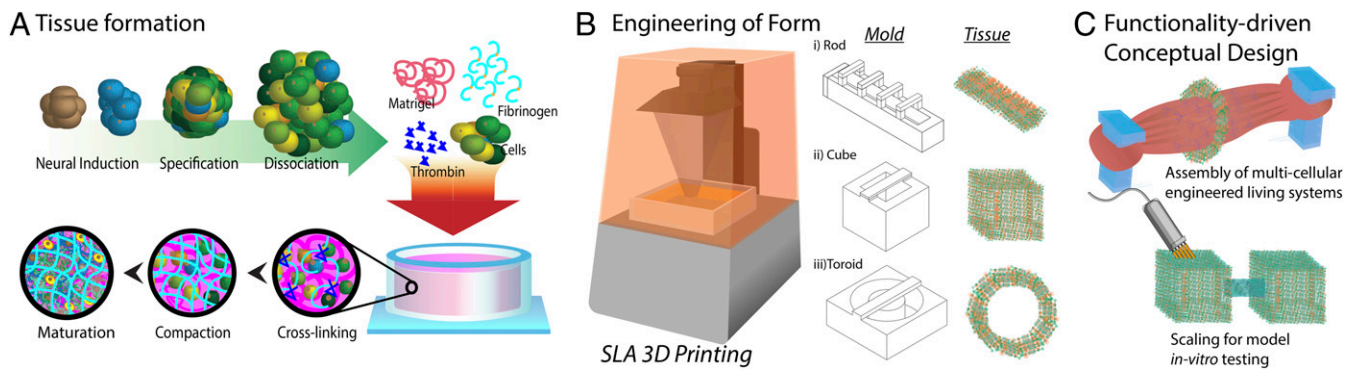 A Tissue formation
Matrigel
Fibrinogen
Neural Induction
Specification
Dissociation
Thrombin
Cells
Maturation
Compaction
Cross-linking
B Engineering of Form
Mold
Tissue
i) Rod
ii) Cube
iii)Toroid
SLA 3D Printing
C Functionality-driven
Conceptual Design
Assembly of multi-cellular
engineered living systems
Scaling for model
in-vitro testing